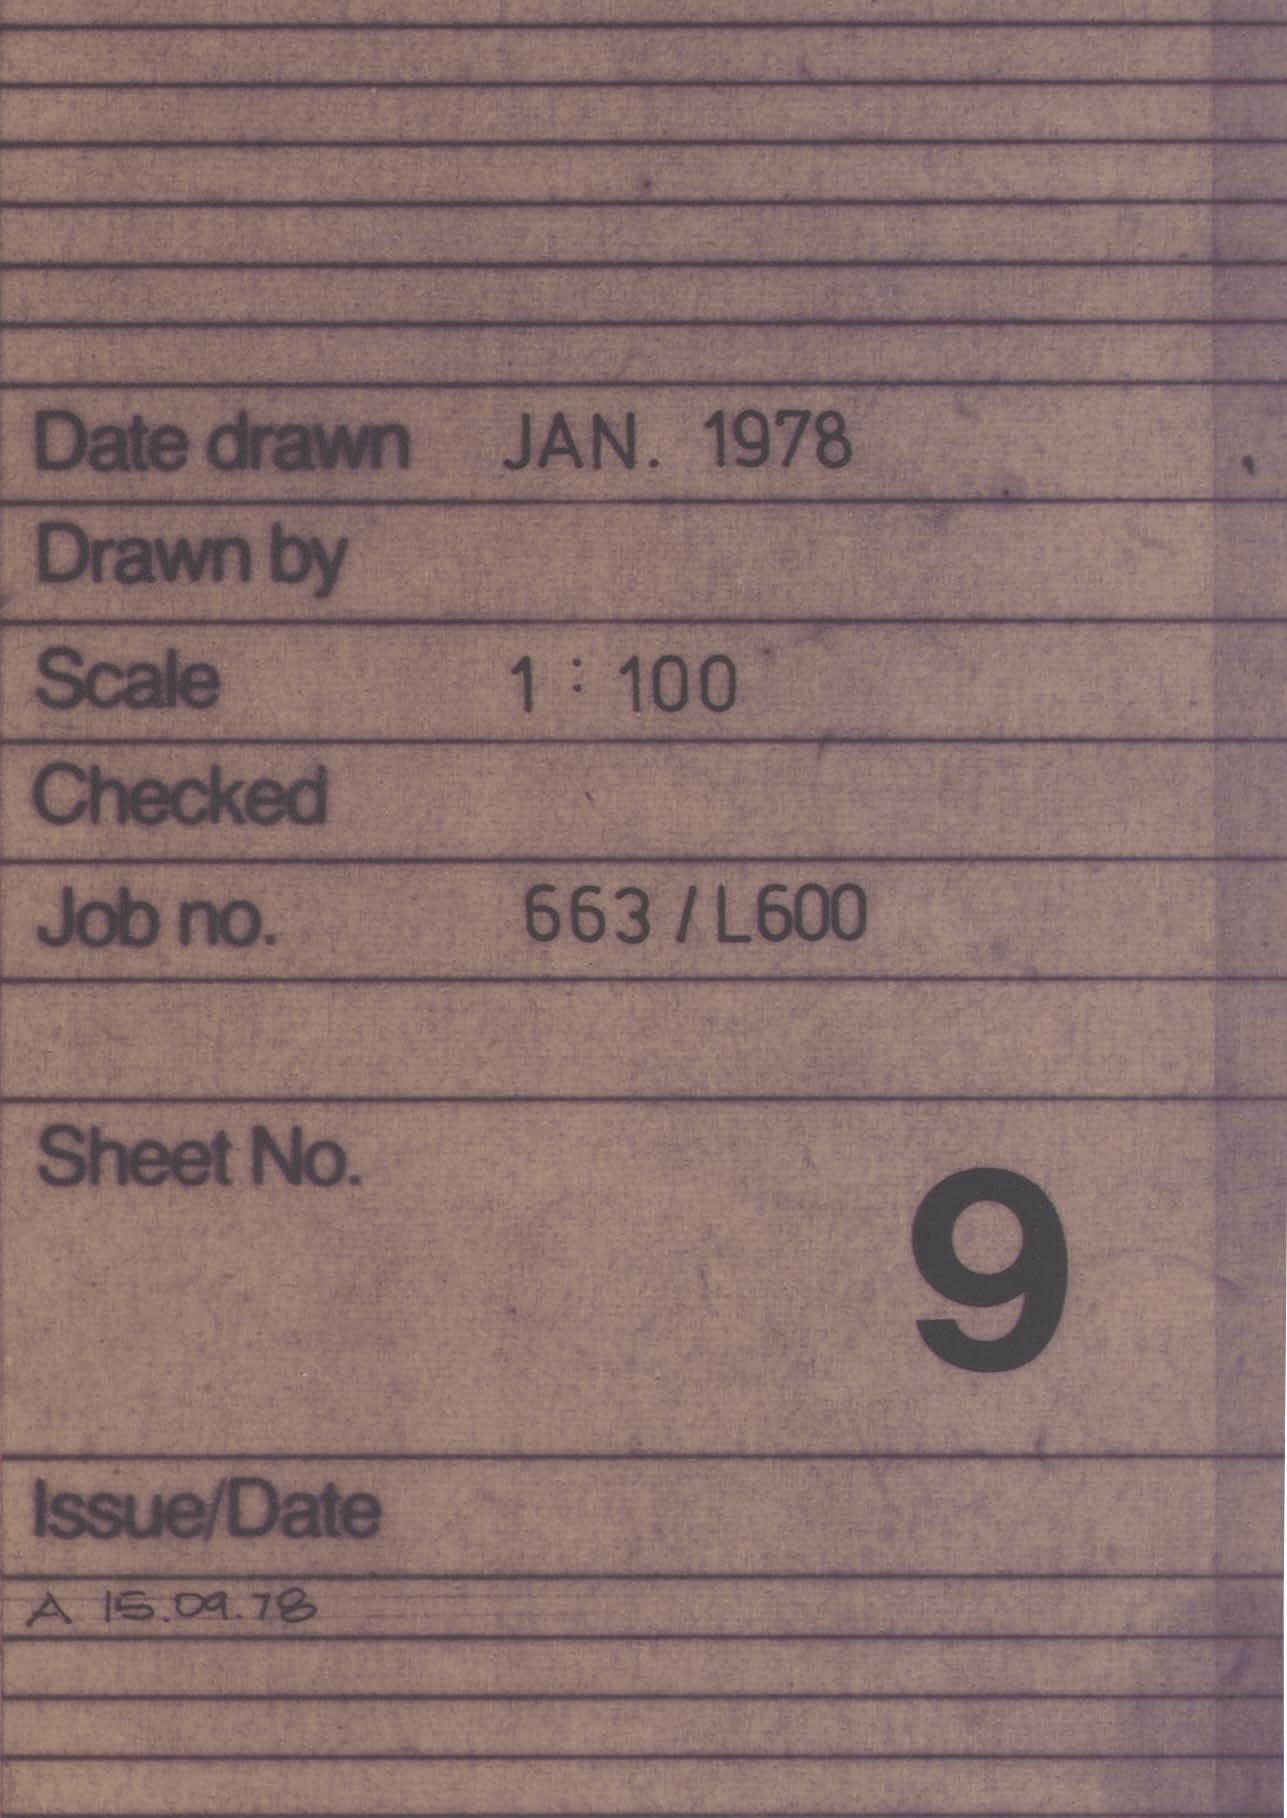 Date drawn JAN. 1978
Drawn by
Scale 1 : 100
Checked
Job no. 663 / L600
Sheet No.
9
Issue/Date
A 15.09.78